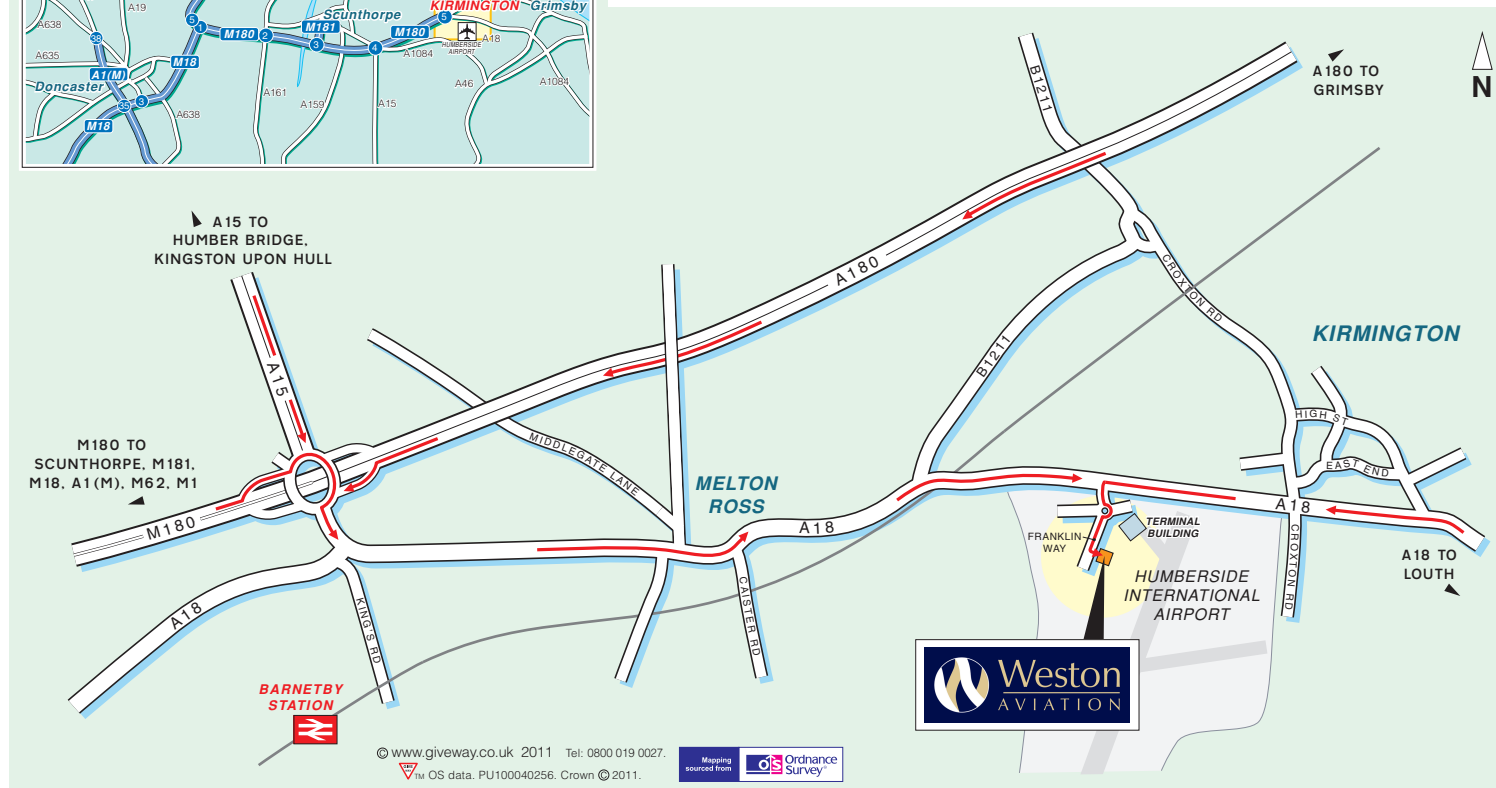 A638
A19
5
1
M180
2
Scunthorpe
M181
3
M180
4
KIRMINGTON
5
Grimsby
HUMBERSIDE
AIRPORT
A18
A1084
A46
A1084
36
A635
A1(M)
M18
Doncaster
35
3
M18
A638
A161
A159
A15
B1211
A180 TO
GRIMSBY
N
A15 TO
HUMBER BRIDGE,
KINGSTON UPON HULL
A180
CROXTON RD
KIRMINGTON
B1211
A15
HIGH ST
EAST END
M180 TO
SCUNTHORPE, M181,
M18, A1(M), M62, M1
MIDDLEGATE LANE
MELTON
ROSS
M180
A18
A18
TERMINAL
BUILDING
FRANKLIN
WAY
CROXTON RD
A18 TO
LOUTH
HUMBERSIDE
INTERNATIONAL
AIRPORT
A18
KING'S RD
CAISTER RD
Weston
AVIATION
BARNETBY
STATION
© www.giveway.co.uk 2011 Tel: 0800 019 0027.
TM OS data. PU100040256. Crown © 2011.
Mapping
sourced from
OS Ordnance
Survey®